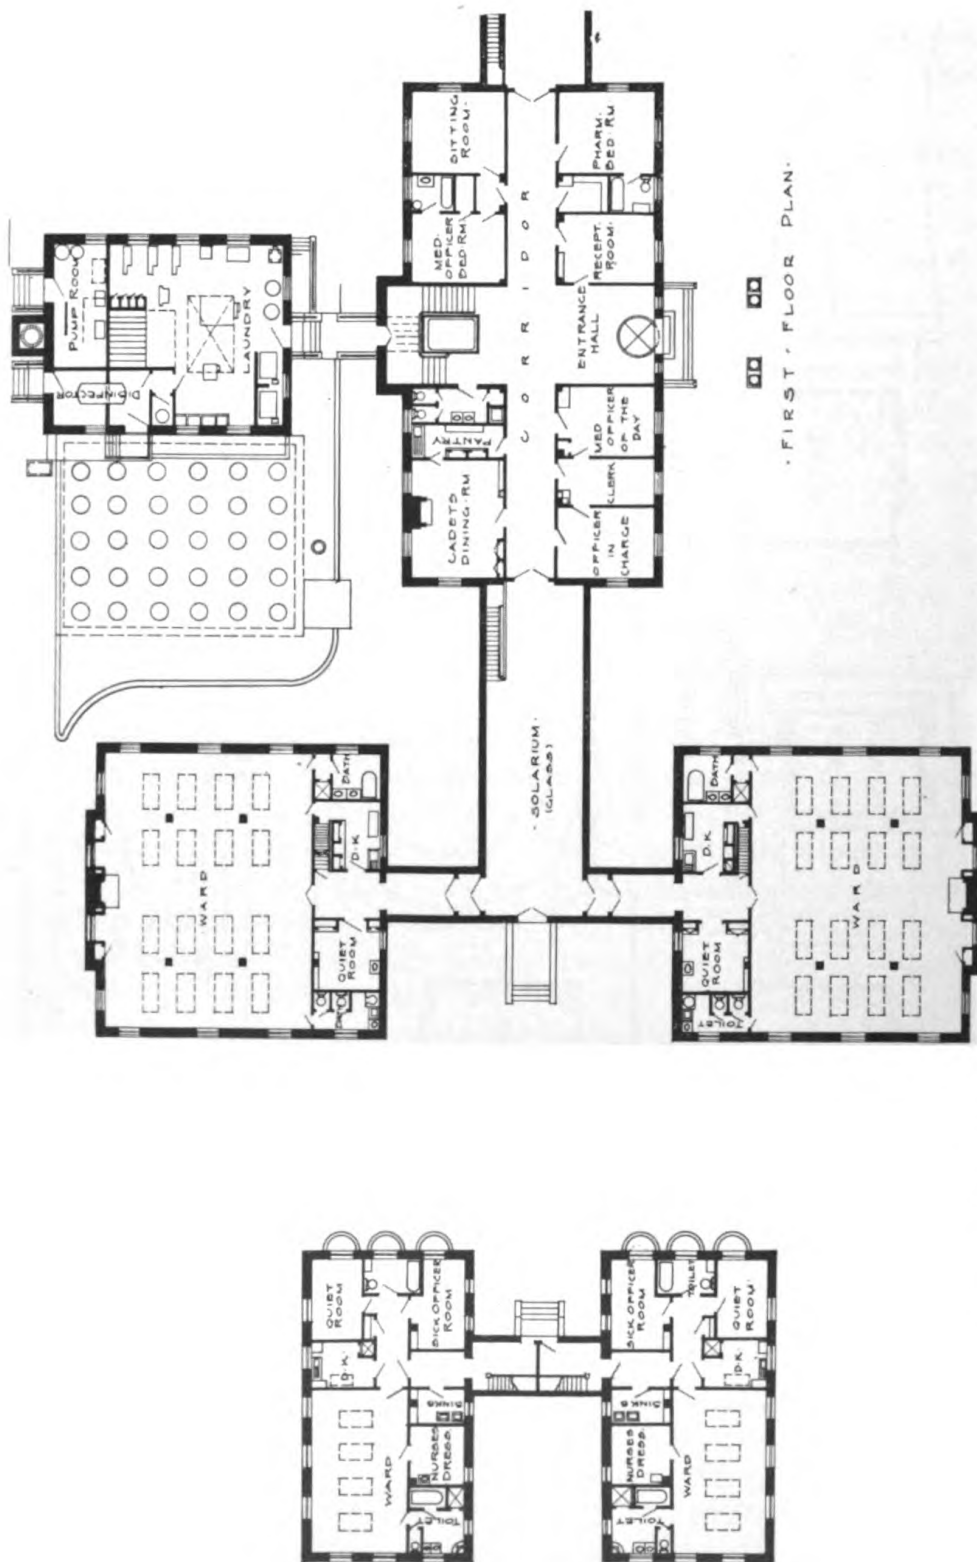 PUMP ROOM
DISINFECTOR
LAUNDRY
SITTING
ROOM.
MED.
OFFICER
BED RM.
PHARM.
BED. RM
RECEPT.
ROOM.
CORRIDOR
ENTRANCE
HALL
PANTRY
CADETS
DINING. RM
MED
OFFICER
OF THE
DAY
CLERK
OFFICER
IN
CHARGE
. FIRST . FLOOR PLAN .
. SOLARIUM .
(GLASS)
WARD
BATH
D.K.
QUIET
ROOM
WARD
BATH
D.K.
QUIET
ROOM
TOILET
QUIET
ROOM
SICK OFFICER
ROOM
D.K.
SINKS
NURSES
DRESS.
WARD
TOILET
SICK OFFICER
ROOM
TOILET
QUIET
ROOM
D.K.
SINKS
NURSES
DRESS.
WARD
TOILET